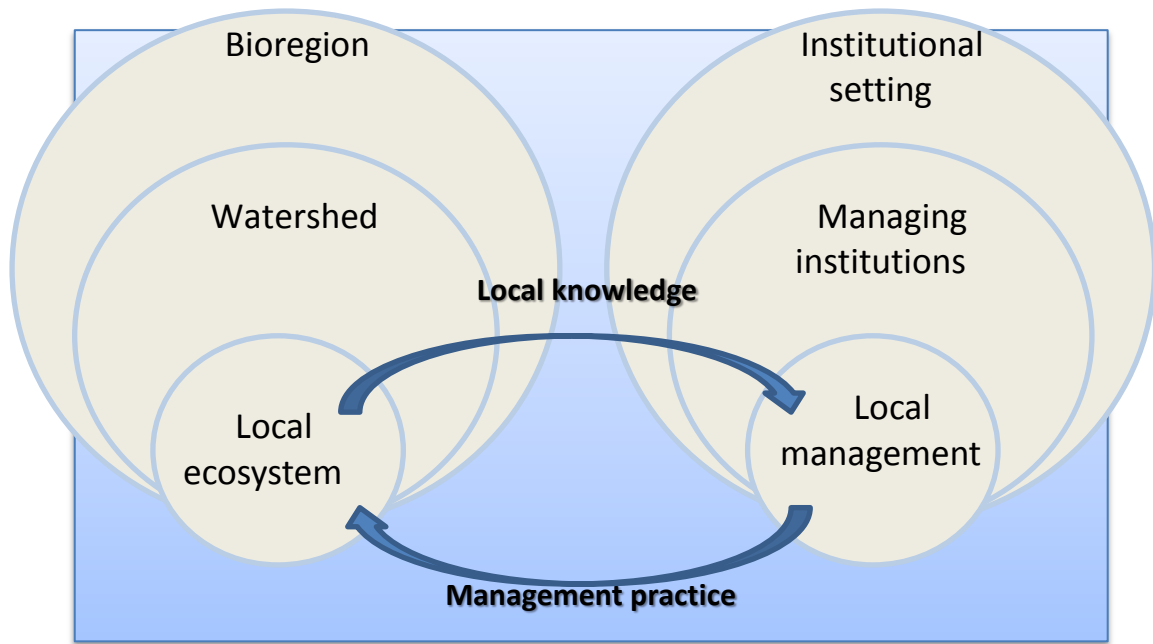 Bioregion
Institutional
setting
Watershed
Managing
institutions
Local knowledge
Local
ecosystem
Local
management
Management practice